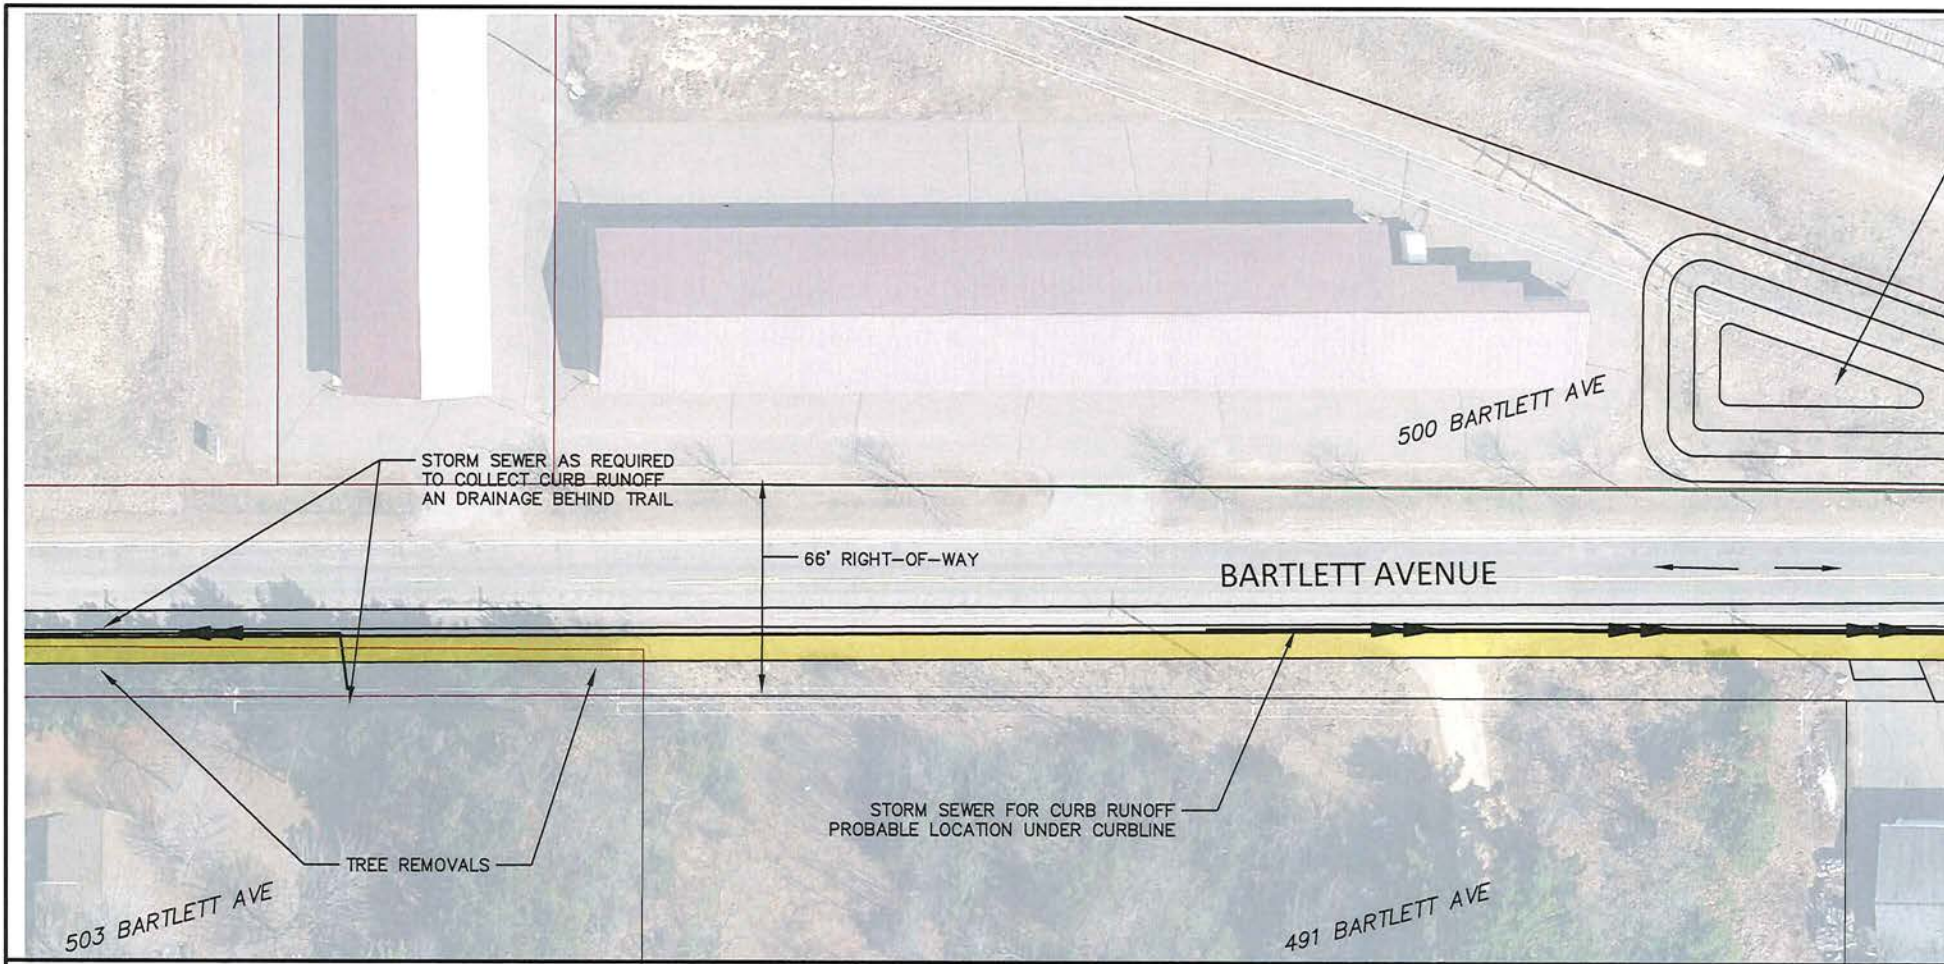 500 BARTLETT AVE
STORM SEWER AS REQUIRED
TO COLLECT CURB RUNOFF
AN DRAINAGE BEHIND TRAIL
66' RIGHT-OF-WAY
BARTLETT AVENUE
STORM SEWER FOR CURB RUNOFF
PROBABLE LOCATION UNDER CURBLINE
TREE REMOVALS
503 BARTLETT AVE
491 BARTLETT AVE